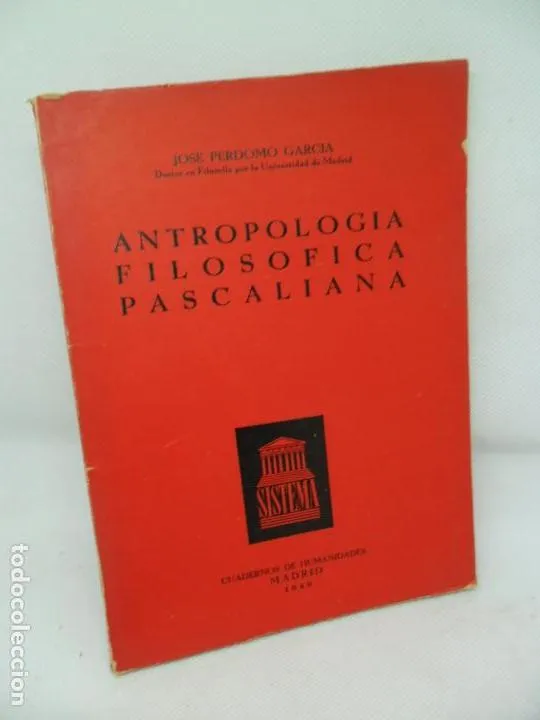 JOSE PERDOMO GARCIA
Doctor en Filosofía por la Universidad de Madrid
ANTROPOLOGIA
FILOSOFICA
PASCALIANA
SISTEMA
CUADERNOS DE HUMANIDADES
MADRID
1949
todocoleccion